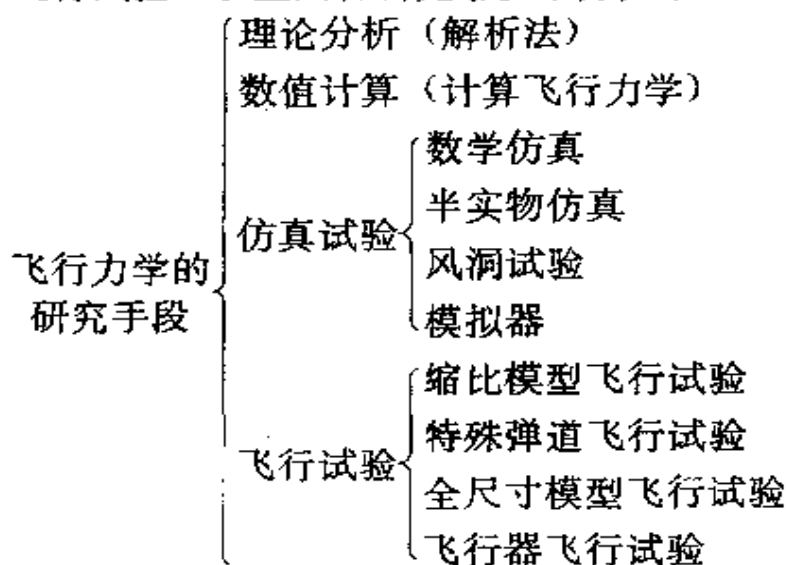 理论分析（解析法）
数值计算（计算飞行力学）
数学仿真
半实物仿真
仿真试验
风洞试验
模拟器
飞行力学的
研究手段
缩比模型飞行试验
特殊弹道飞行试验
飞行试验
全尺寸模型飞行试验
飞行器飞行试验